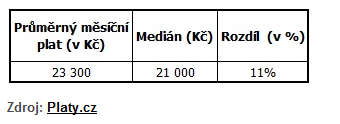 Průměrný měsíční plat (v Kč) Medián (Kč) Rozdíl (v %)
23 300 21 000 11%
Zdroj: Platy.cz